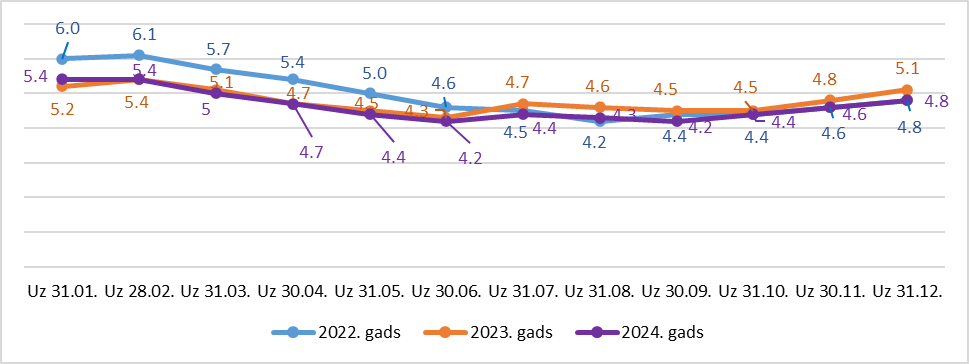 6.0 6.1 5.7 5.4 5.0 4.6 4.5 4.2 4.4 4.4 4.6 4.8
5.2 5.4 5.1 4.7 4.5 4.3 4.7 4.6 4.5 4.5 4.8 5.1
5.4 5.4 5 4.7 4.4 4.2 4.4 4.3 4.2 4.4 4.6 4.8
Uz 31.01. Uz 28.02. Uz 31.03. Uz 30.04. Uz 31.05. Uz 30.06. Uz 31.07. Uz 31.08. Uz 30.09. Uz 31.10. Uz 30.11. Uz 31.12.
2022. gads 2023. gads 2024. gads